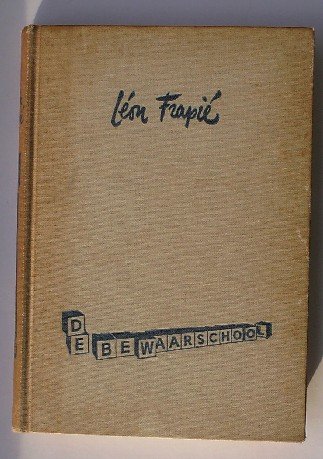 Léon Frapié
DE BEWAARSCHOOL